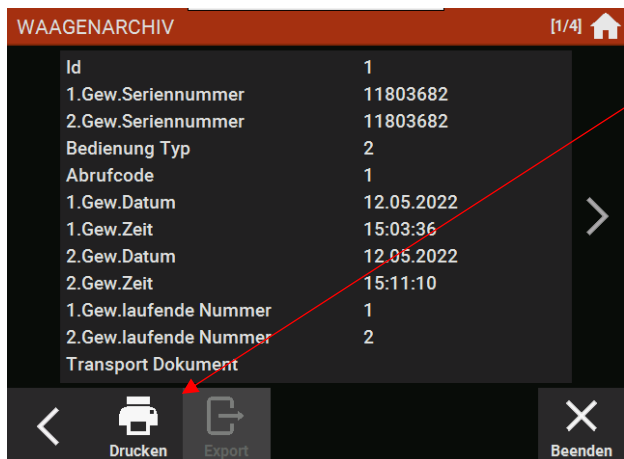 WAAGENARCHIV [1/4]
Id 1
1.Gew.Seriennummer 11803682
2.Gew.Seriennummer 11803682
Bedienung Typ 2
Abrufcode 1
1.Gew.Datum 12.05.2022
1.Gew.Zeit 15:03:36
2.Gew.Datum 12.05.2022
2.Gew.Zeit 15:11:10
1.Gew.laufende Nummer 1
2.Gew.laufende Nummer 2
Transport Dokument
Drucken Export Beenden